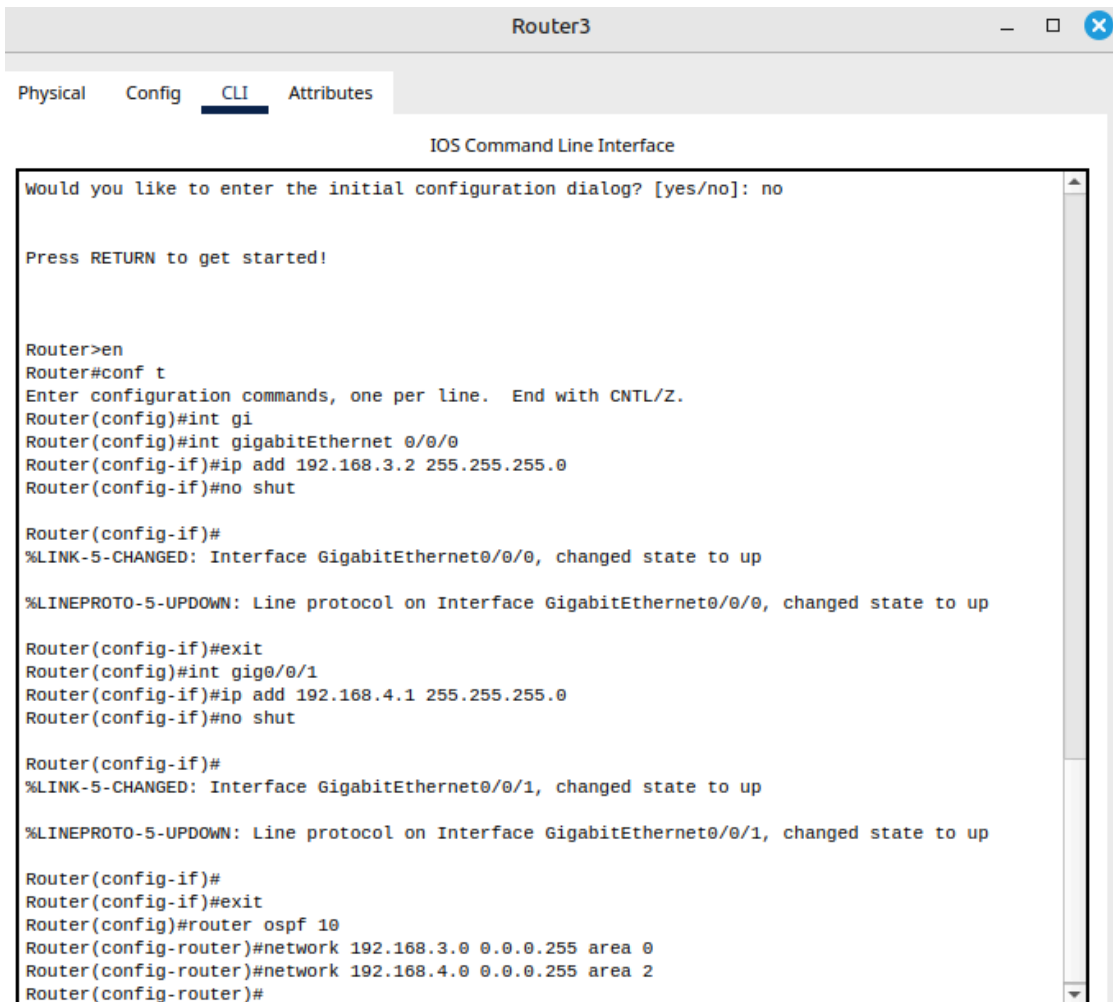 Router3
Physical Config CLI Attributes
IOS Command Line Interface
Would you like to enter the initial configuration dialog? [yes/no]: no
Press RETURN to get started!
Router>en
Router#conf t
Enter configuration commands, one per line.  End with CNTL/Z.
Router(config)#int gi
Router(config)#int gigabitEthernet 0/0/0
Router(config-if)#ip add 192.168.3.2 255.255.255.0
Router(config-if)#no shut
Router(config-if)#
%LINK-5-CHANGED: Interface GigabitEthernet0/0/0, changed state to up
%LINEPROTO-5-UPDOWN: Line protocol on Interface GigabitEthernet0/0/0, changed state to up
Router(config-if)#exit
Router(config)#int gig0/0/1
Router(config-if)#ip add 192.168.4.1 255.255.255.0
Router(config-if)#no shut
Router(config-if)#
%LINK-5-CHANGED: Interface GigabitEthernet0/0/1, changed state to up
%LINEPROTO-5-UPDOWN: Line protocol on Interface GigabitEthernet0/0/1, changed state to up
Router(config-if)#
Router(config-if)#exit
Router(config)#router ospf 10
Router(config-router)#network 192.168.3.0 0.0.0.255 area 0
Router(config-router)#network 192.168.4.0 0.0.0.255 area 2
Router(config-router)#